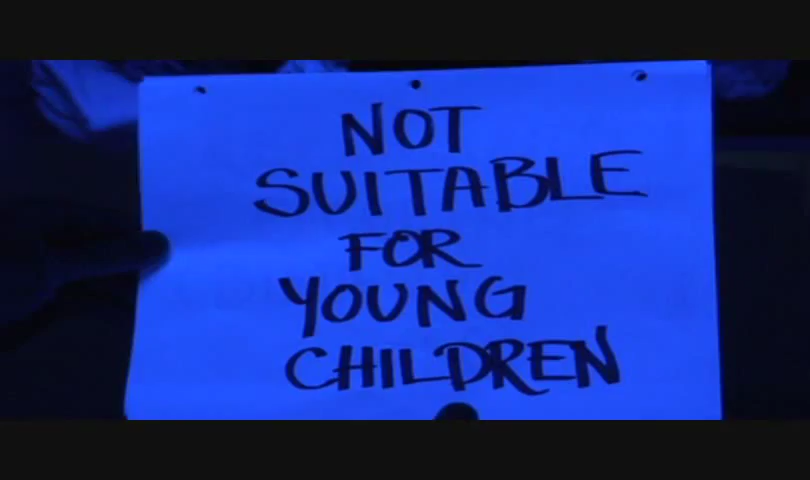 NOT
SUITABLE
FOR
YOUNG
CHILDREN